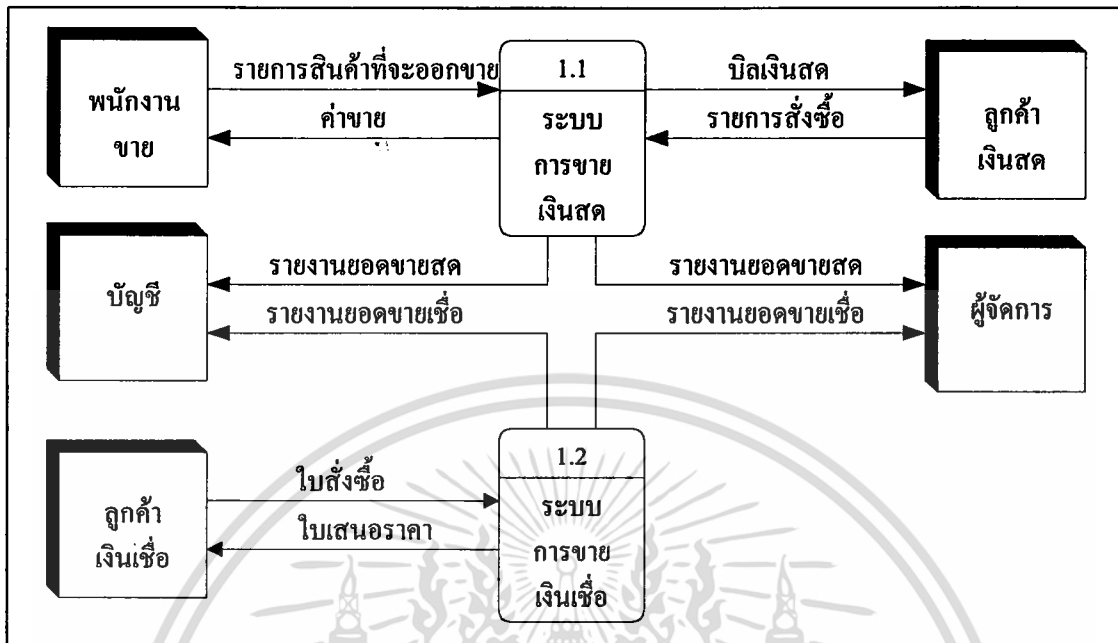 พนักงาน
ขาย
รายการสินค้าที่จะออกขาย
ค่าขาย
1.1
ระบบ
การขาย
เงินสด
บิลเงินสด
รายการสั่งซื้อ
ลูกค้า
เงินสด
บัญชี
รายงานยอดขายสด
รายงานยอดขายเชื่อ
รายงานยอดขายสด
รายงานยอดขายเชื่อ
ผู้จัดการ
ลูกค้า
เงินเชื่อ
ใบสั่งซื้อ
ใบเสนอราคา
1.2
ระบบ
การขาย
เงินเชื่อ